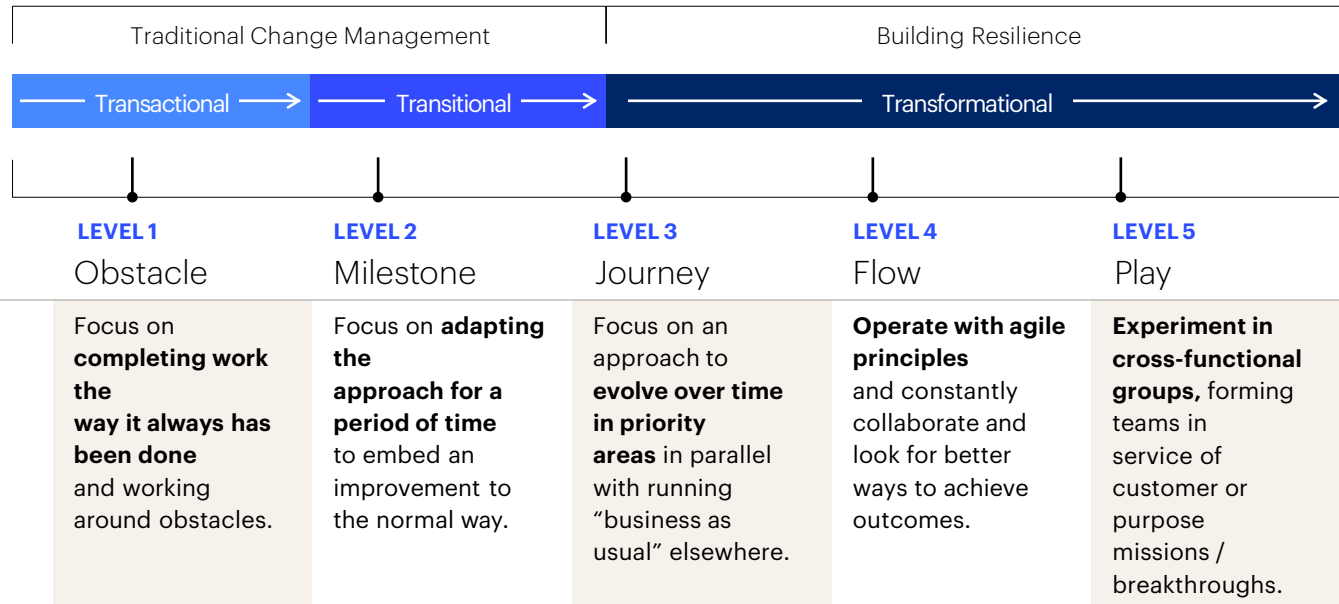 Traditional Change Management
Building Resilience
Transactional
Transitional
Transformational
LEVEL 1
Obstacle
Focus on
completing work
the
way it always has
been done
and working
around obstacles.
LEVEL 2
Milestone
Focus on adapting
the
approach for a
period of time
to embed an
improvement to
the normal way.
LEVEL 3
Journey
Focus on an
approach to
evolve over time
in priority
areas in parallel
with running
“business as
usual” elsewhere.
LEVEL 4
Flow
Operate with agile
principles
and constantly
collaborate and
look for better
ways to achieve
outcomes.
LEVEL 5
Play
Experiment in
cross-functional
groups, forming
teams in
service of
customer or
purpose
missions /
breakthroughs.